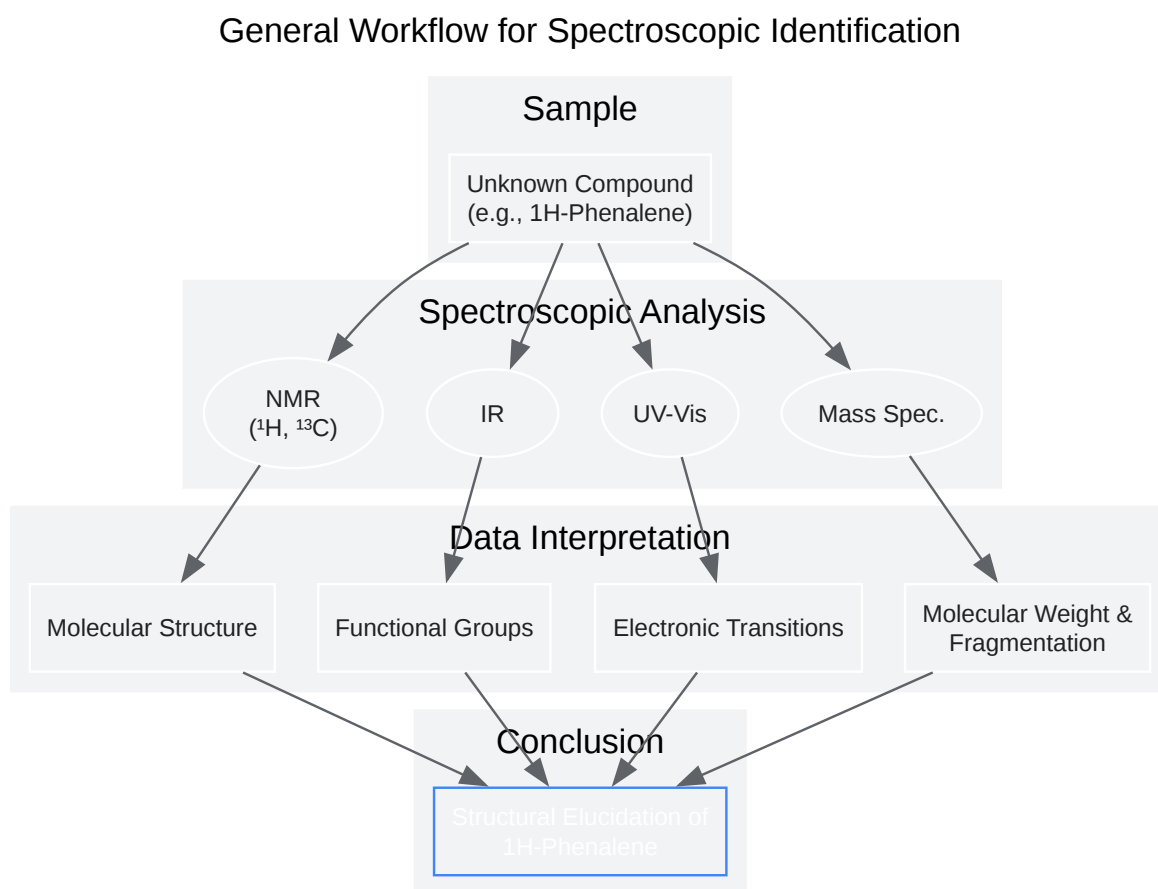 General Workflow for Spectroscopic Identification
Sample
Unknown Compound
(e.g., 1H-Phenalene)
Spectroscopic Analysis
NMR
(¹H, ¹³C)
IR
UV-Vis
Mass Spec.
Data Interpretation
Molecular Structure
Functional Groups
Electronic Transitions
Molecular Weight &
Fragmentation
Conclusion
Structural Elucidation of
1H-Phenalene